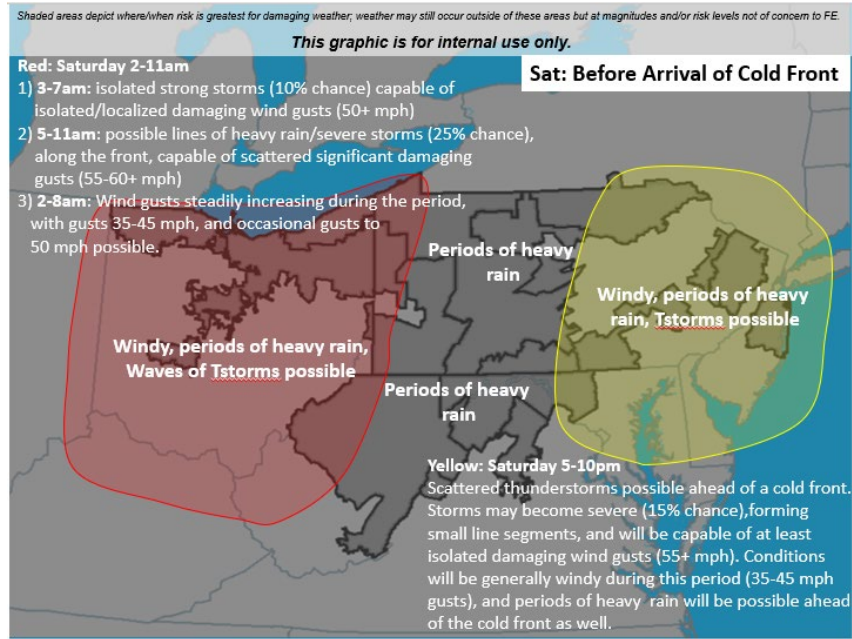 Shaded areas depict where/when risk is greatest for damaging weather; weather may still occur outside of these areas but at magnitudes and/or risk levels not of concern to FE.
This graphic is for internal use only.
Red: Saturday 2-11am
1) 3-7am: isolated strong storms (10% chance) capable of
isolated/localized damaging wind gusts (50+ mph)
2) 5-11am: possible lines of heavy rain/severe storms (25% chance),
along the front, capable of scattered significant damaging
gusts (55-60+ mph)
3) 2-8am: Wind gusts steadily increasing during the period,
with gusts 35-45 mph, and occasional gusts to
50 mph possible.
Sat: Before Arrival of Cold Front
Periods of heavy
rain
Windy, periods of heavy
rain, Tstorms possible
Windy, periods of heavy rain,
Waves of Tstorms possible
Periods of heavy
rain
Yellow: Saturday 5-10pm
Scattered thunderstorms possible ahead of a cold front.
Storms may become severe (15% chance),forming
small line segments, and will be capable of at least
isolated damaging wind gusts (55+ mph). Conditions
will be generally windy during this period (35-45 mph
gusts), and periods of heavy rain will be possible ahead
of the cold front as well.